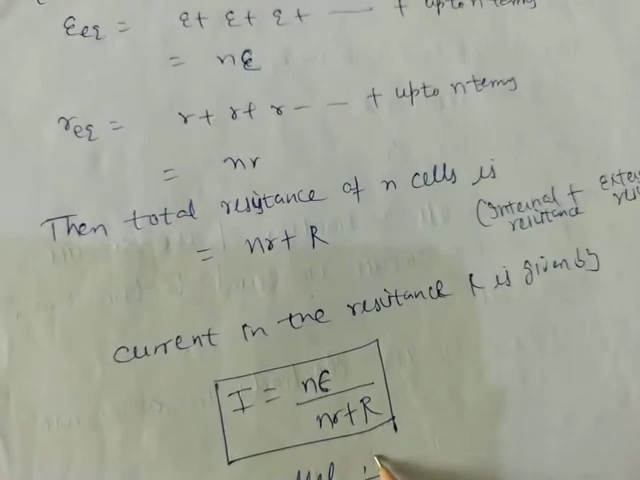 εeq = ε + ε + ε + — + upto n terms
= nε
req = r + r + r - - + upto n terms
= nr
Then total resistance of n cells is
= nr + R (Internal + resistance
current in the resistance R is given by
I = nε / nr+R